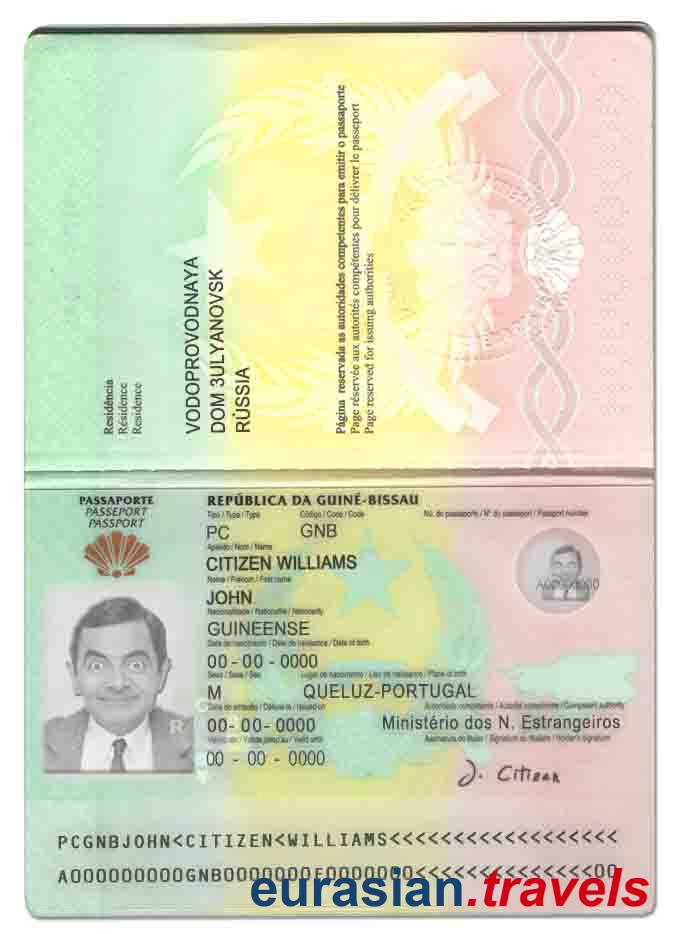 Residência
Résidence
Residence
VODOPROVODNAYA
DOM 3ULYANOVSK
RUSSIA
Página reservada as autoridades competentes para emitir o passaporte
Page réservée aux autorités compétentes pour délivrer le passeport
Page reserved for issuing authorities
PASSAPORTE
PASSEPORT
PASSPORT
REPÚBLICA DA GUINÉ-BISSAU
Tipo / Type / Type
Código / Code / Code
No. do passaporte / N° du passeport / Passport number
PC
GNB
Apelido / Nom / Name
CITIZEN WILLIAMS
Nome / Prénom / First name
JOHN
Nacionalidade / Nationalité / Nationality
GUINEENSE
Data de nascimento / Date de naissance / Date of birth
00-00-0000
Sexo / Sexe / Sex
Lugar de nascimento / Lieu de naissance / Place of birth
M
QUELUZ-PORTUGAL
Data de emissão / Délivré le / Issued on
Autoridade competente / Autorité compétente / Competent authority
00-00-0000
Ministério dos N. Estrangeiros
Válido até / Valide jusqu'au / Valid until
Assinatura do titular / Signature du titulaire / Holder's signature
00 - 00 - 0000
J. Citizen
R
PCGNBJOHN<CITIZEN<WILLIAMS<<<<<<<<<<<<<<<<<<
A000000000GNB0000000F0000000<<<<<<<<<<<<<<00
eurasian.travels